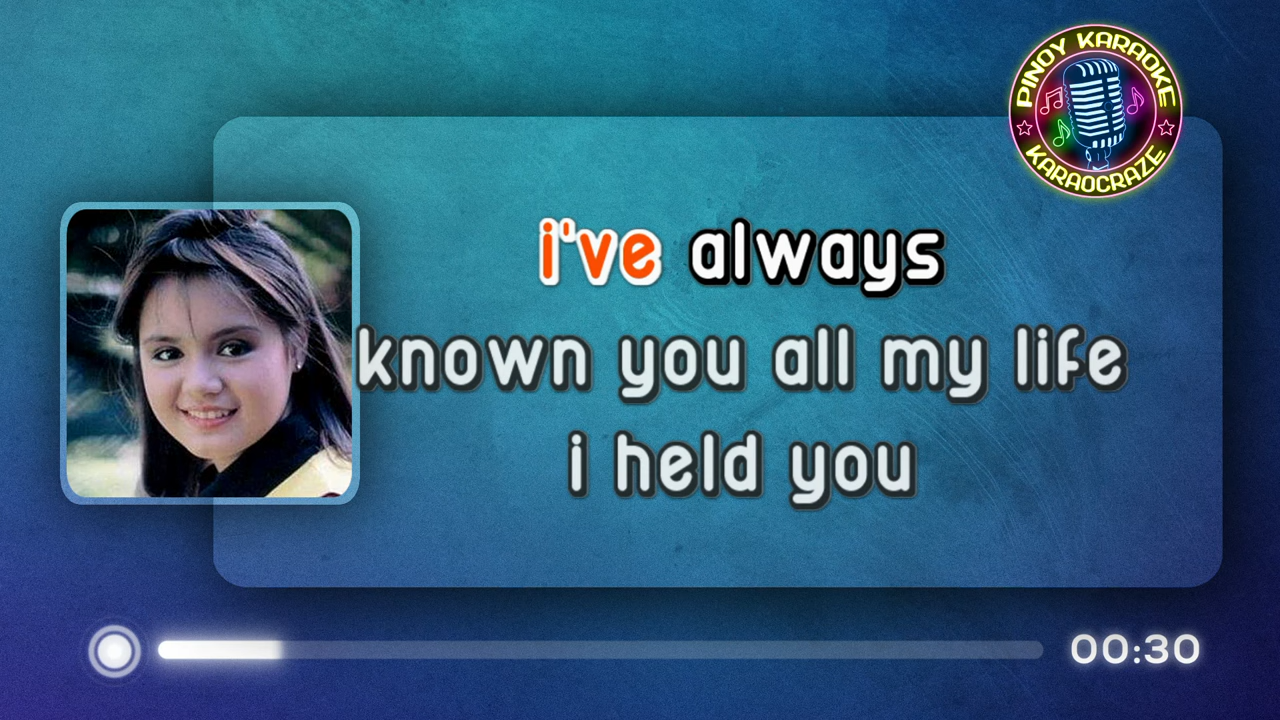 PINOY KARAOKE
KARAOCRAZE
i've always
known you all my life
i held you
00:30